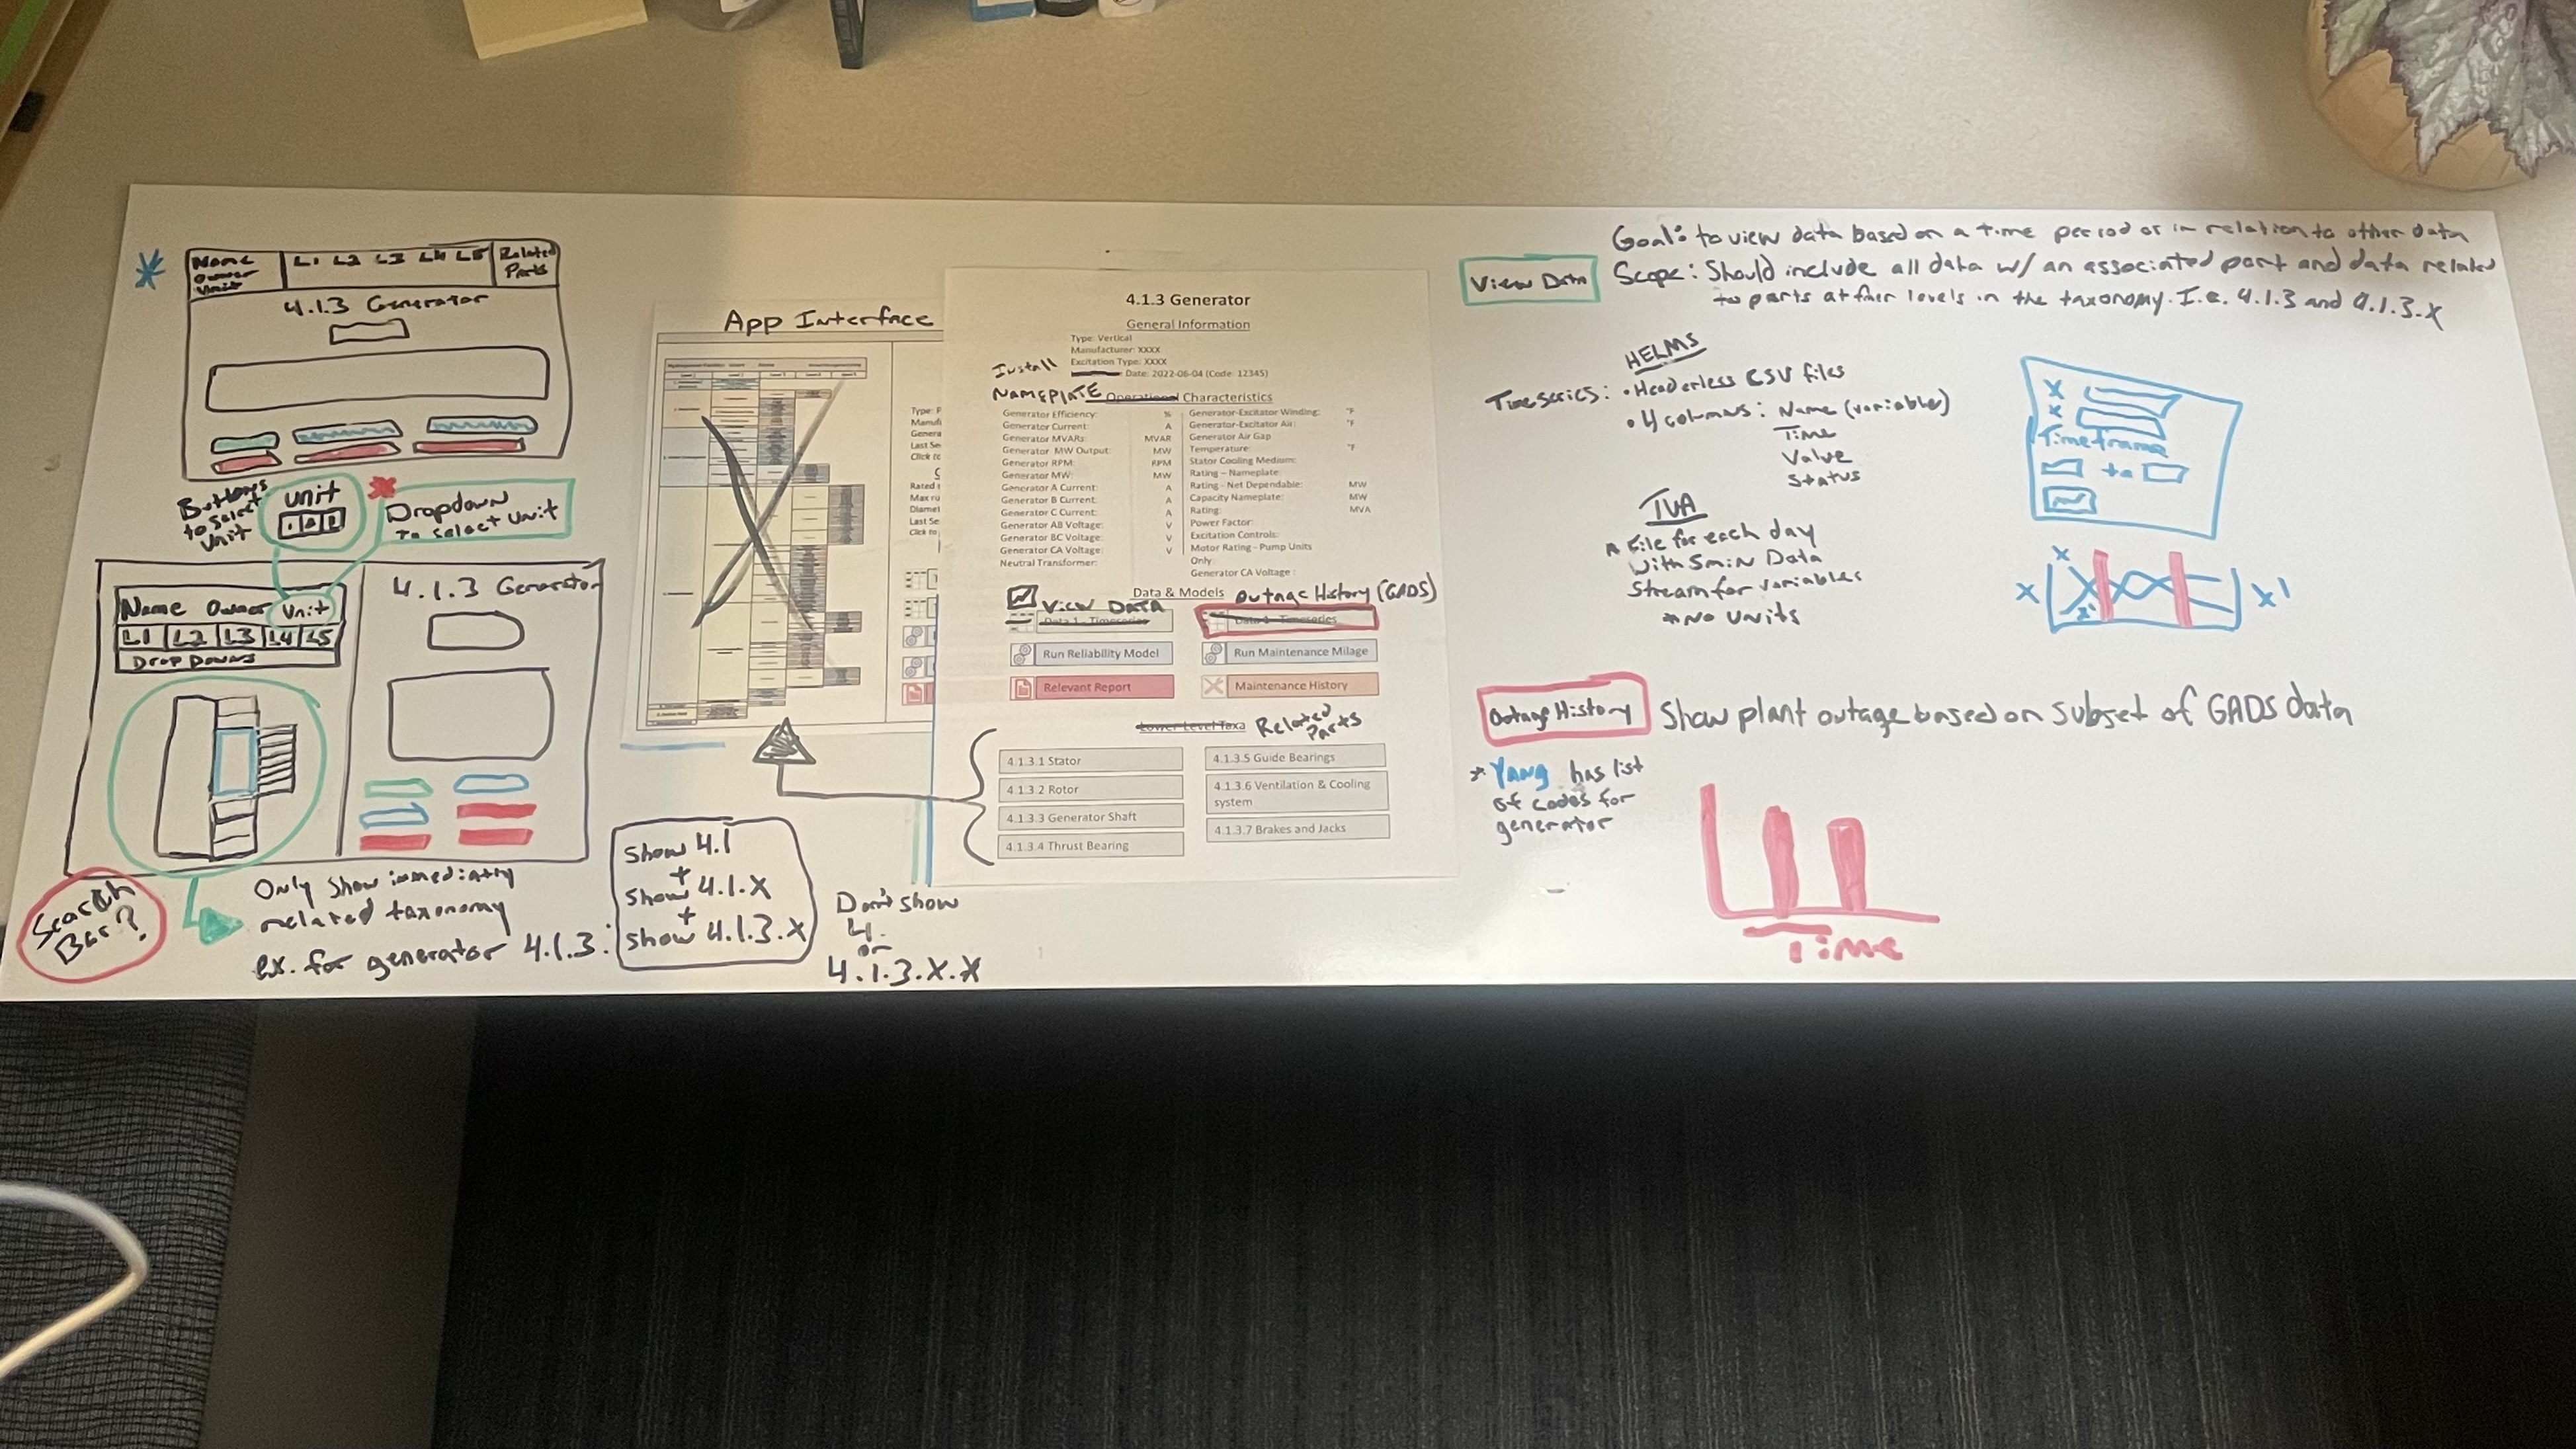 Name
Owner
Unit
L1 L2 L3 L4 L5
Related
Parts
4.1.3 Generator
Buttons
to select
unit
Unit
Dropdown
to select unit
Name Owner Unit
L1 L2 L3 L4 L5
Drop Downs
4.1.3 Generator
Search
Bar?
Only show immediatly
related taxonomy
ex. for generator 4.1.3:
Show 4.1
+
Show 4.1.X
+
Show 4.1.3.X
Don't show
4.
or
4.1.3.X.X
App Interface
Type: P
Manuf
Genera
Last Se
Click to
Rated
Max ru
Diamet
Last Se
Click to
4.1.3 Generator
General Information
Type: Vertical
Manufacturer: XXXX
Excitation Type: XXXX
Install
Date: 2022-06-04 (Code: 12345)
NAMEPLATE Operational Characteristics
Generator Efficiency: %
Generator Current: A
Generator MVARs: MVAR
Generator MW Output: MW
Generator RPM: RPM
Generator MW: MW
Generator A Current: A
Generator B Current: A
Generator C Current: A
Generator AB Voltage: V
Generator BC Voltage: V
Generator CA Voltage: V
Neutral Transformer:
Generator-Excitator Winding: °F
Generator-Excitator Air: °F
Generator Air Gap
Temperature: °F
Stator Cooling Medium:
Rating – Nameplate:
Rating - Net Dependable: MW
Capacity Nameplate: MW
Rating: MVA
Power Factor:
Excitation Controls:
Motor Rating - Pump Units
Only:
Generator CA Voltage :
Data & Models
View DATA
Outage History (GADS)
Data 1 - Timeseries
Data 1 - Timeseries
Run Reliability Model
Run Maintenance Milage
Relevant Report
Maintenance History
Lower Level Taxa
Related
Parts
4.1.3.1 Stator
4.1.3.2 Rotor
4.1.3.3 Generator Shaft
4.1.3.4 Thrust Bearing
4.1.3.5 Guide Bearings
4.1.3.6 Ventilation & Cooling
system
4.1.3.7 Brakes and Jacks
View Data
Goal: to view data based on a time period or in relation to other data
Scope: Should include all data w/ an associated part and data related
to parts at finer levels in the taxonomy. I.e. 4.1.3 and 4.1.3.X
HELMS
Timeseries: • Headerless CSV files
• 4 columns: Name (variable)
Time
Value
Status
TVA
A file for each day
with 5min Data
Stream for variables
*No Units
X
X
Timeframe
to
X
X
X'
X'
Outage History
Show plant outage based on subset of GADS data
* Yang has list
of codes for
generator
Time